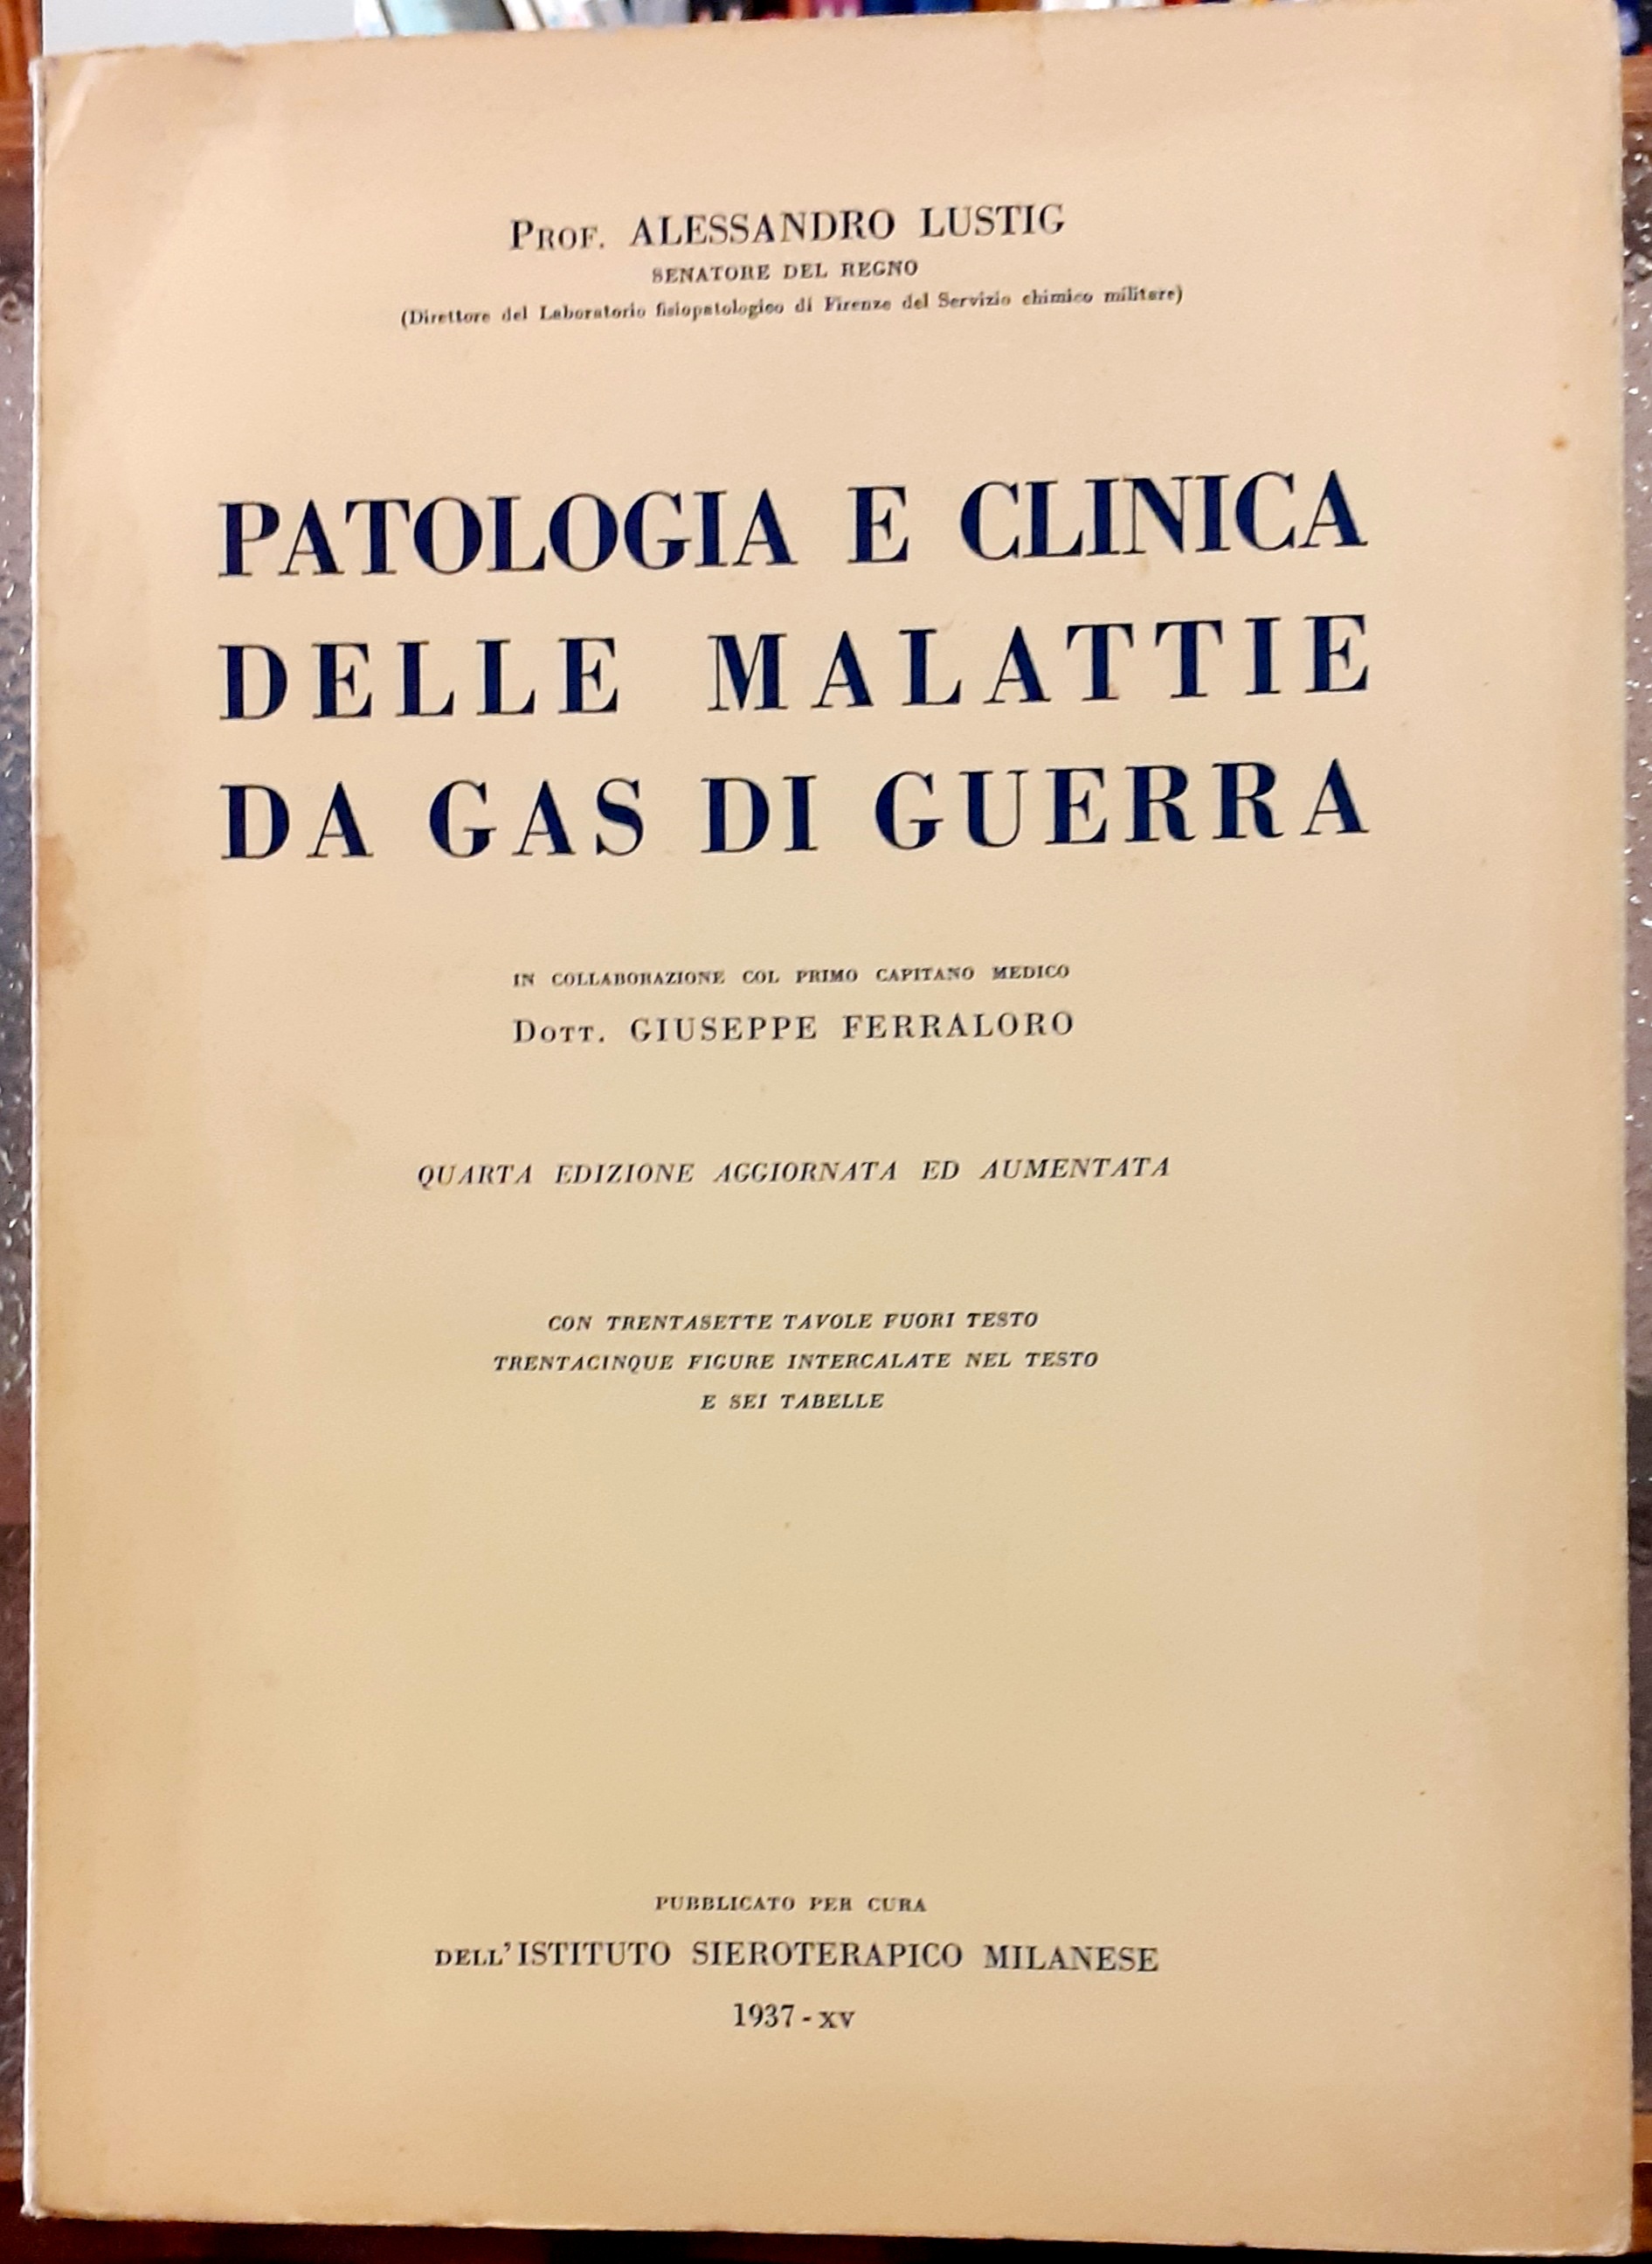 PROF. ALESSANDRO LUSTIG
SENATORE DEL REGNO
(Direttore del Laboratorio fisiopatologico di Firenze del Servizio chimico militare)
PATOLOGIA E CLINICA
DELLE MALATTIE
DA GAS DI GUERRA
IN COLLABORAZIONE COL PRIMO CAPITANO MEDICO
DOTT. GIUSEPPE FERRALORO
QUARTA EDIZIONE AGGIORNATA ED AUMENTATA
CON TRENTASETTE TAVOLE FUORI TESTO
TRENTACINQUE FIGURE INTERCALATE NEL TESTO
E SEI TABELLE
PUBBLICATO PER CURA
DELL'ISTITUTO SIEROTERAPICO MILANESE
1937 - XV